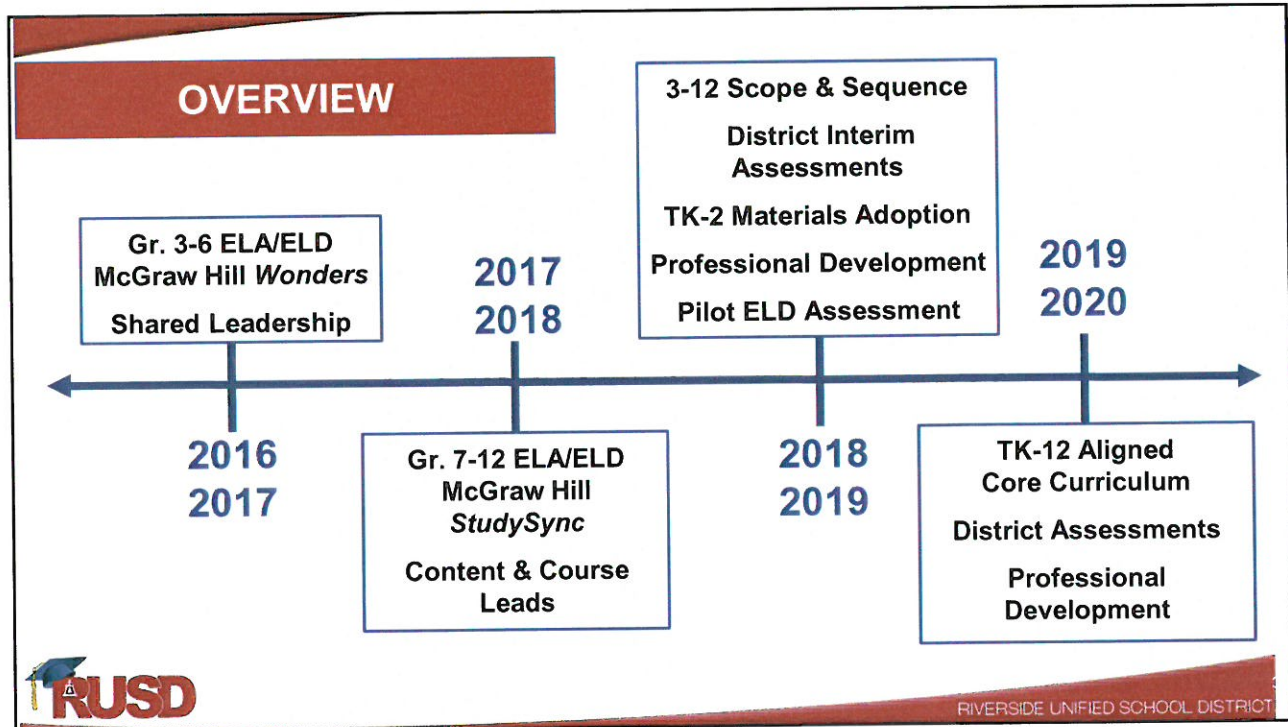 OVERVIEW
Gr. 3-6 ELA/ELD
McGraw Hill Wonders
Shared Leadership
2016
2017
2017
2018
Gr. 7-12 ELA/ELD
McGraw Hill
StudySync
Content & Course
Leads
3-12 Scope & Sequence
District Interim
Assessments
TK-2 Materials Adoption
Professional Development
Pilot ELD Assessment
2018
2019
2019
2020
TK-12 Aligned
Core Curriculum
District Assessments
Professional
Development
RUSD
RIVERSIDE UNIFIED SCHOOL DISTRICT